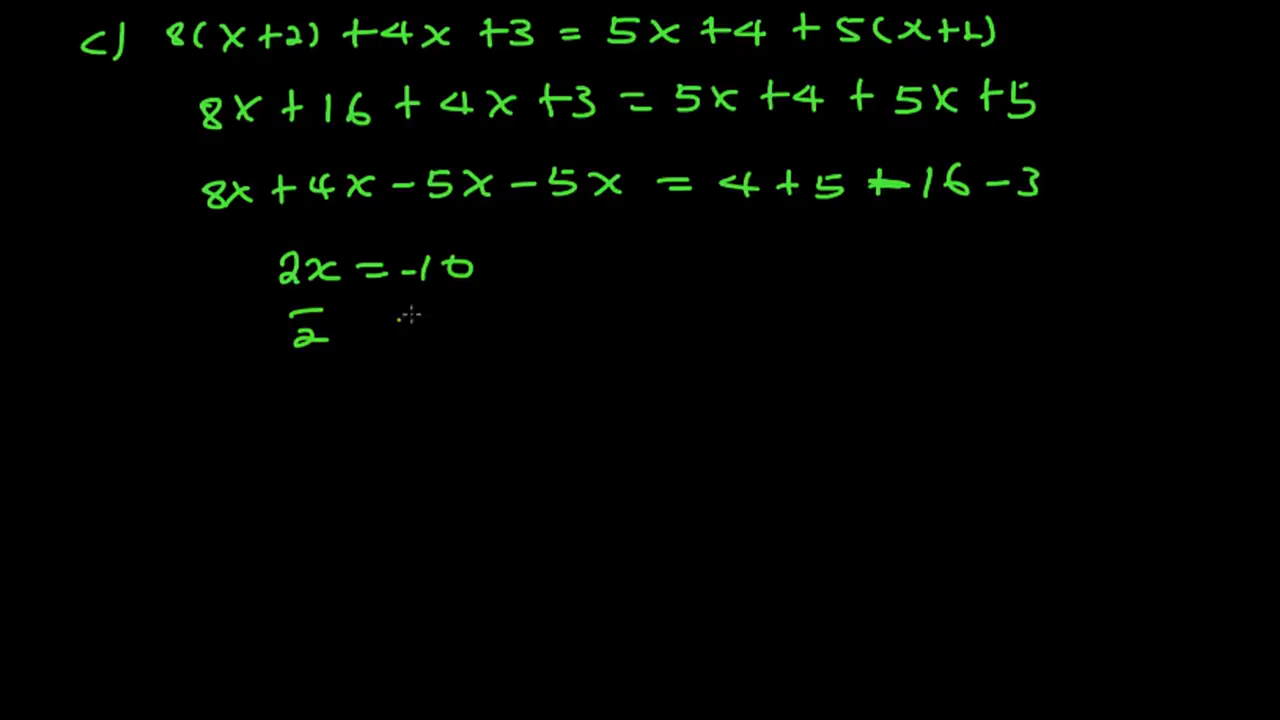 c) 8(x+2) +4x +3 = 5x +4 + 5(x+1)
8x +16 + 4x +3 = 5x +4 + 5x +5
8x +4x -5x -5x = 4 +5 -16 -3
2x = -10
2